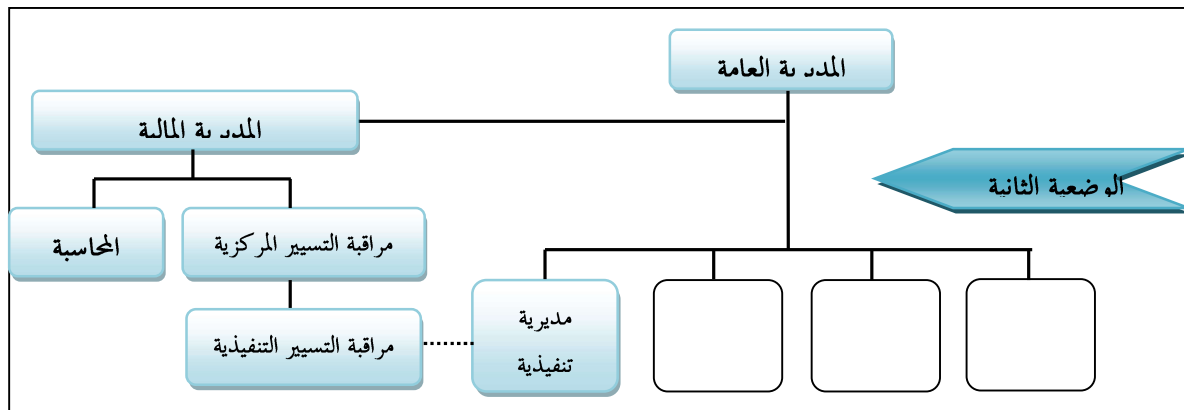 المديرية العامة
المديرية المالية
الوضعية الثانية
المحاسبة
مراقبة التسيير المركزية
مراقبة التسيير التنفيذية
مديرية
تنفيذية